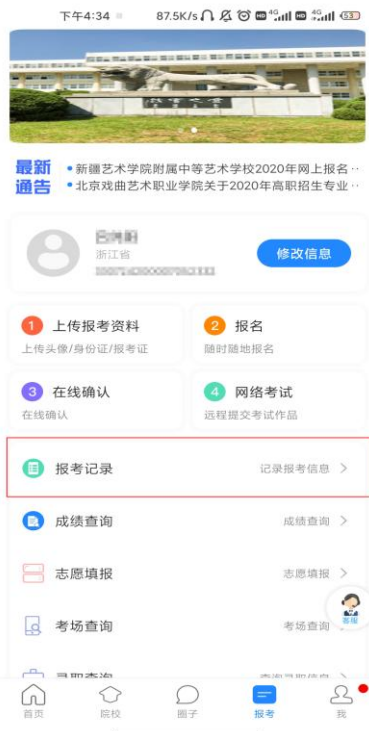 下午4:34 87.5K/s HD 4G HD 4G 53
最新
通告
•新疆艺术学院附属中等艺术学校2020年网上报名··
•北京戏曲艺术职业学院关于2020年高职招生专业··
浙江省
修改信息
1 上传报考资料
上传头像/身份证/报考证
2 报名
随时随地报名
3 在线确认
在线确认
4 网络考试
远程提交考试作品
报考记录 记录报考信息
成绩查询 成绩查询
志愿填报 志愿填报
考场查询 考场查询
客服
首页 院校 圈子 报考 我